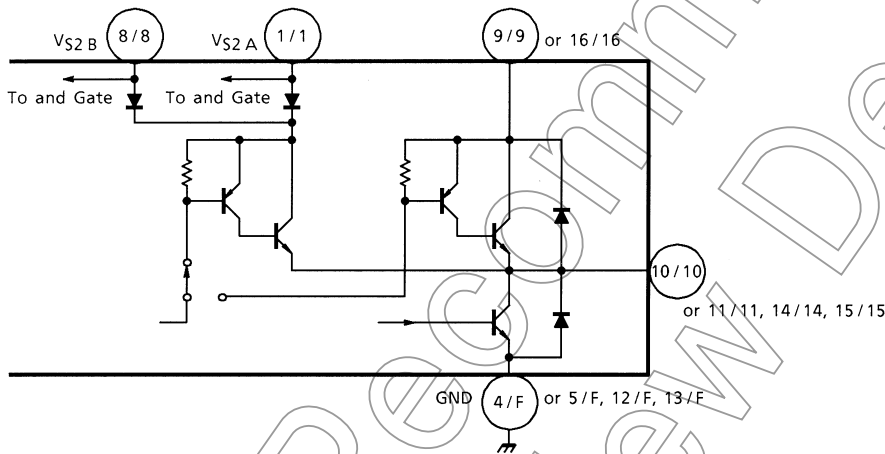 VS2 B 8/8 VS2 A 1/1 9/9 or 16/16
To and Gate To and Gate
10/10
or 11/11, 14/14, 15/15
GND 4/F or 5/F, 12/F, 13/F